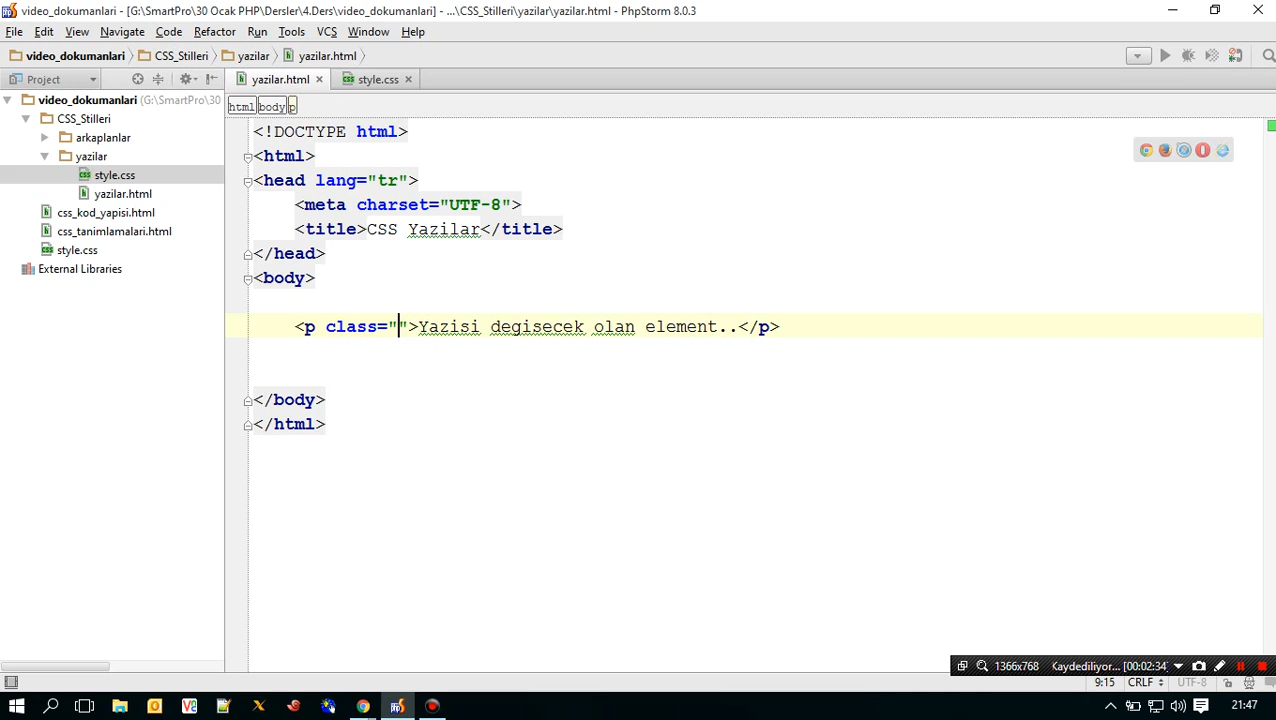 video_dokumanlari - [G:\SmartPro\30 Ocak PHP\Dersler\4.Ders\video_dokumanlari] - ...\CSS_Stilleri\yazilar\yazilar.html - PhpStorm 8.0.3
File Edit View Navigate Code Refactor Run Tools VCS Window Help
video_dokumanlari CSS_Stilleri yazilar yazilar.html
Project
yazilar.html style.css
html body p
video_dokumanlari (G:\SmartPro\30
CSS_Stilleri
arkaplanlar
yazilar
style.css
yazilar.html
css_kod_yapisi.html
css_tanimlamalari.html
style.css
External Libraries
<!DOCTYPE html>
<html>
<head lang="tr">
<meta charset="UTF-8">
<title>CSS Yazilar</title>
</head>
<body>
<p class="">Yazisi degisecek olan element..</p>
</body>
</html>
1366x768 Kaydediliyor... [00:02:34]
9:15 CRLF UTF-8
21:47